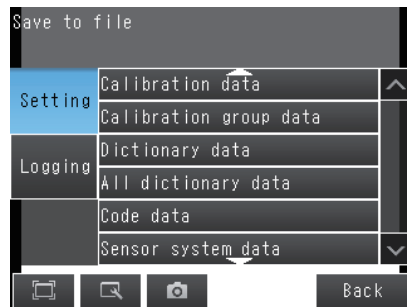 Save to file
Setting
Logging
Calibration data
Calibration group data
Dictionary data
All dictionary data
Code data
Sensor system data
Back